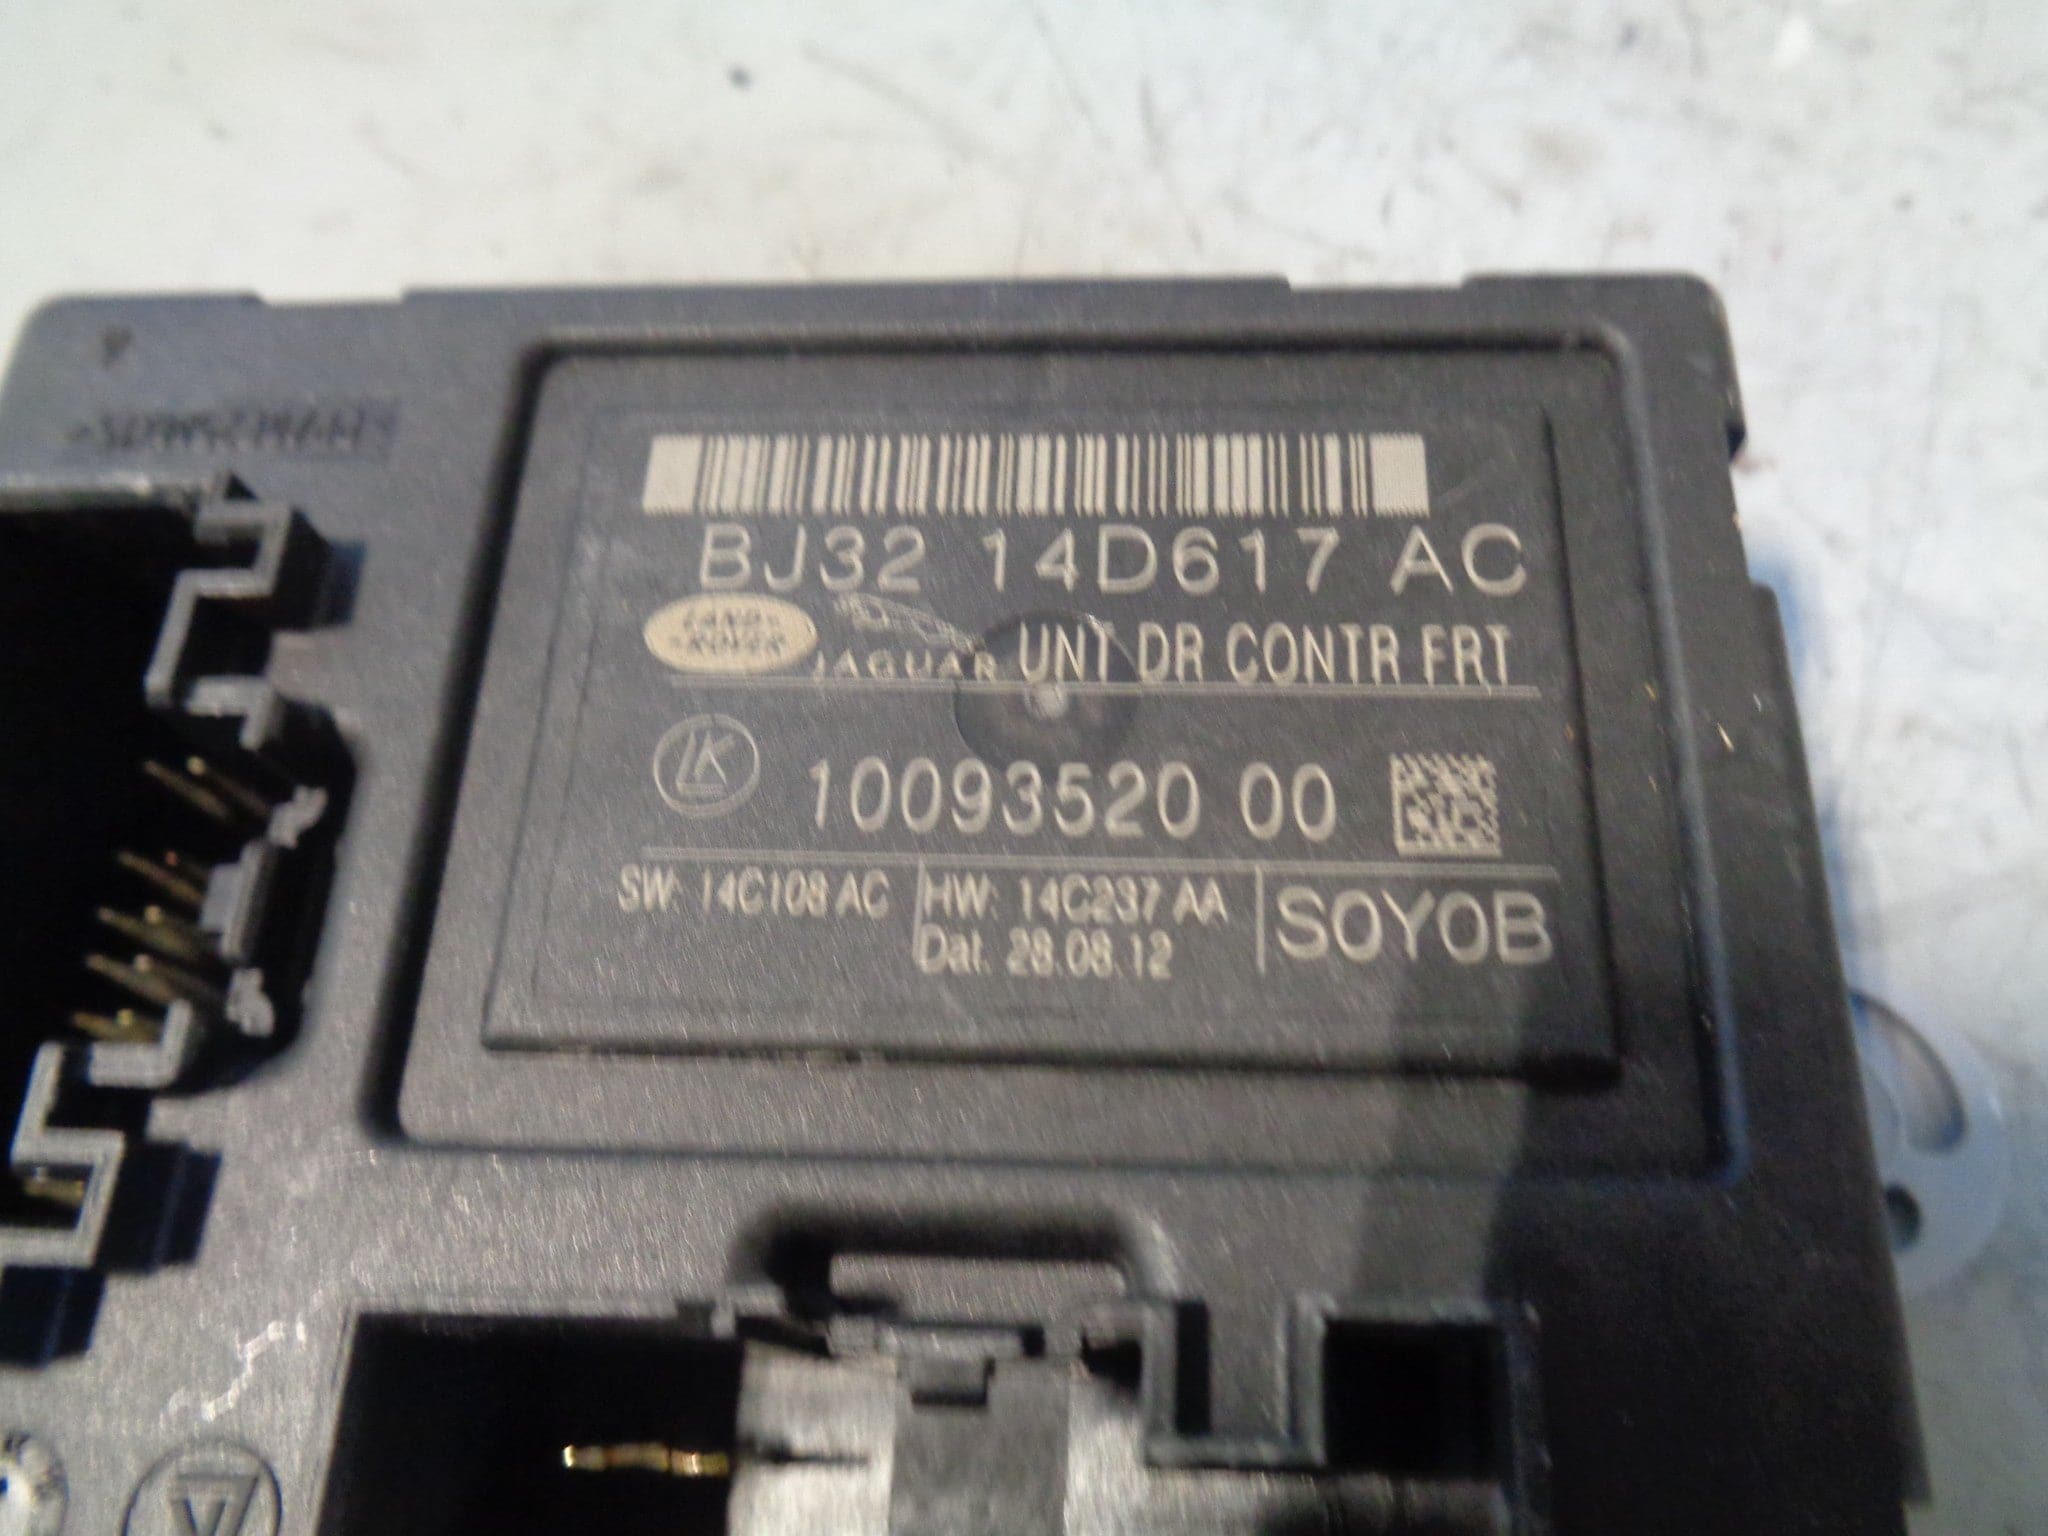 BJ32 14D617 AC
LAND-
-ROVER
JAGUAR UNT DR CONTR FRT
LK 10093520 00
SW: 14C108 AC HW: 14C237 AA S0Y0B
Dat. 28.08.12